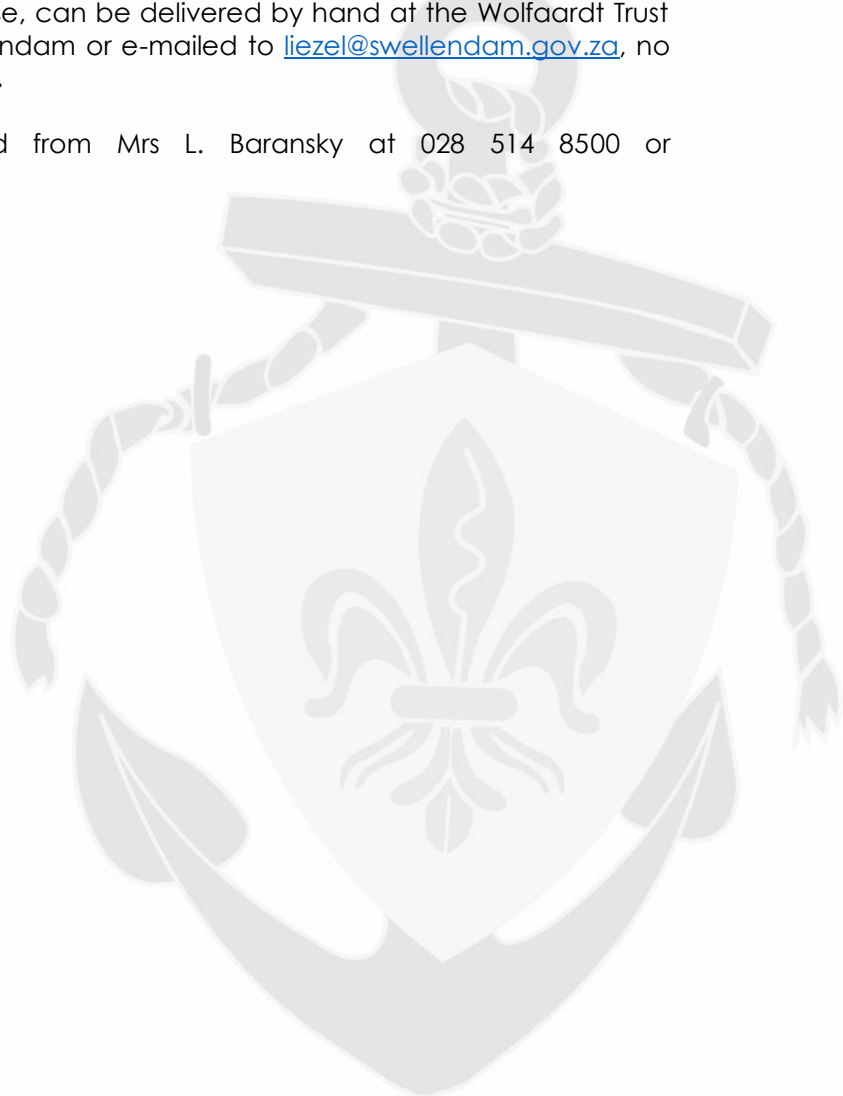 se, can be delivered by hand at the Wolfaardt Trust
ndam or e-mailed to liezel@swellendam.gov.za, no
.
d from Mrs L. Baransky at 028 514 8500 or